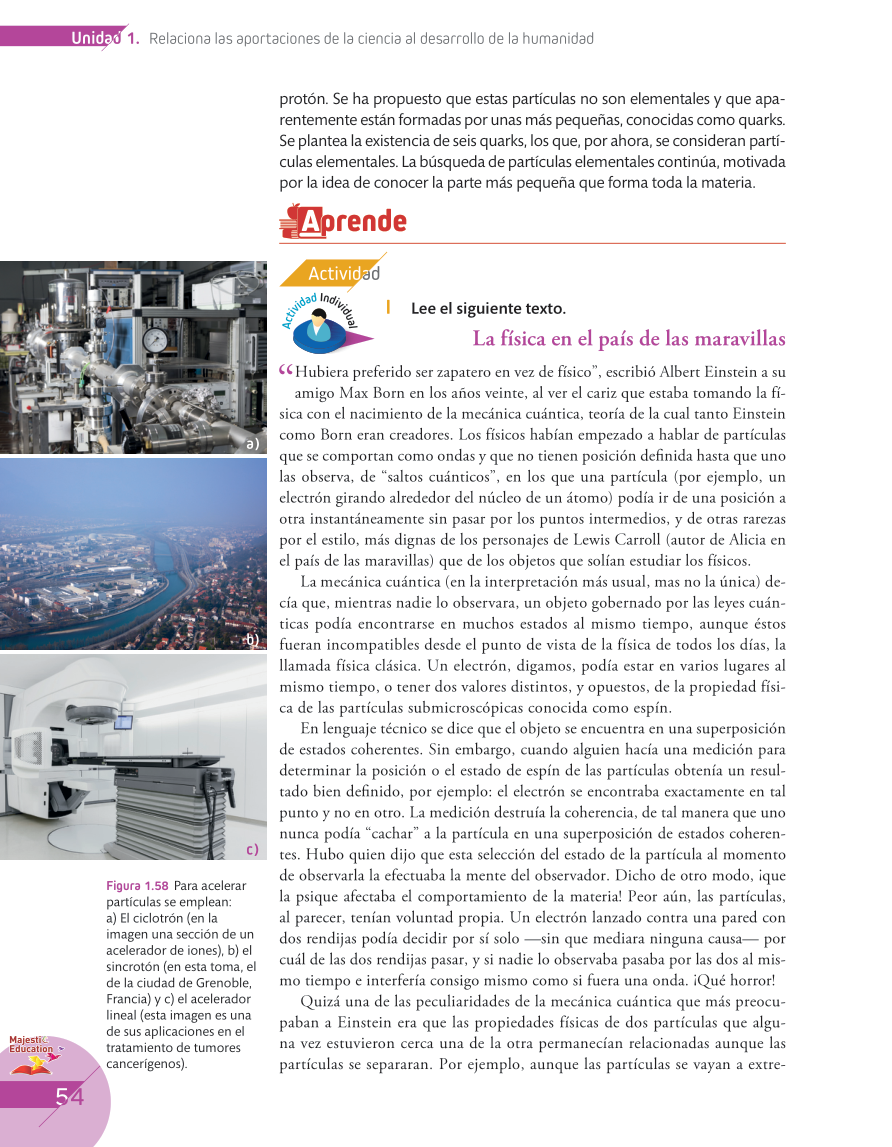 Unidad 1. Relaciona las aportaciones de la ciencia al desarrollo de la humanidad
protón. Se ha propuesto que estas partículas no son elementales y que apa-
rentemente están formadas por unas más pequeñas, conocidas como quarks.
Se plantea la existencia de seis quarks, los que, por ahora, se consideran partí-
culas elementales. La búsqueda de partículas elementales continúa, motivada
por la idea de conocer la parte más pequeña que forma toda la materia.
Aprende
Actividad
Actividad Individual
I Lee el siguiente texto.
La física en el país de las maravillas
“Hubiera preferido ser zapatero en vez de físico”, escribió Albert Einstein a su
amigo Max Born en los años veinte, al ver el cariz que estaba tomando la fí-
sica con el nacimiento de la mecánica cuántica, teoría de la cual tanto Einstein
como Born eran creadores. Los físicos habían empezado a hablar de partículas
que se comportan como ondas y que no tienen posición definida hasta que uno
las observa, de “saltos cuánticos”, en los que una partícula (por ejemplo, un
electrón girando alrededor del núcleo de un átomo) podía ir de una posición a
otra instantáneamente sin pasar por los puntos intermedios, y de otras rarezas
por el estilo, más dignas de los personajes de Lewis Carroll (autor de Alicia en
el país de las maravillas) que de los objetos que solían estudiar los físicos.
La mecánica cuántica (en la interpretación más usual, mas no la única) de-
cía que, mientras nadie lo observara, un objeto gobernado por las leyes cuán-
ticas podía encontrarse en muchos estados al mismo tiempo, aunque éstos
fueran incompatibles desde el punto de vista de la física de todos los días, la
llamada física clásica. Un electrón, digamos, podía estar en varios lugares al
mismo tiempo, o tener dos valores distintos, y opuestos, de la propiedad físi-
ca de las partículas submicroscópicas conocida como espín.
En lenguaje técnico se dice que el objeto se encuentra en una superposición
de estados coherentes. Sin embargo, cuando alguien hacía una medición para
determinar la posición o el estado de espín de las partículas obtenía un resul-
tado bien definido, por ejemplo: el electrón se encontraba exactamente en tal
punto y no en otro. La medición destruía la coherencia, de tal manera que uno
nunca podía “cachar” a la partícula en una superposición de estados coheren-
tes. Hubo quien dijo que esta selección del estado de la partícula al momento
de observarla la efectuaba la mente del observador. Dicho de otro modo, ¡que
la psique afectaba el comportamiento de la materia! Peor aún, las partículas,
al parecer, tenían voluntad propia. Un electrón lanzado contra una pared con
dos rendijas podía decidir por sí solo —sin que mediara ninguna causa— por
cuál de las dos rendijas pasar, y si nadie lo observaba pasaba por las dos al mis-
mo tiempo e interfería consigo mismo como si fuera una onda. ¡Qué horror!
Quizá una de las peculiaridades de la mecánica cuántica que más preocu-
paban a Einstein era que las propiedades físicas de dos partículas que algu-
na vez estuvieron cerca una de la otra permanecían relacionadas aunque las
partículas se separaran. Por ejemplo, aunque las partículas se vayan a extre-
a)
b)
c)
Figura 1.58 Para acelerar
partículas se emplean:
a) El ciclotrón (en la
imagen una sección de un
acelerador de iones), b) el
sincrotón (en esta toma, el
de la ciudad de Grenoble,
Francia) y c) el acelerador
lineal (esta imagen es una
de sus aplicaciones en el
tratamiento de tumores
cancerígenos).
Majestic
Education
54